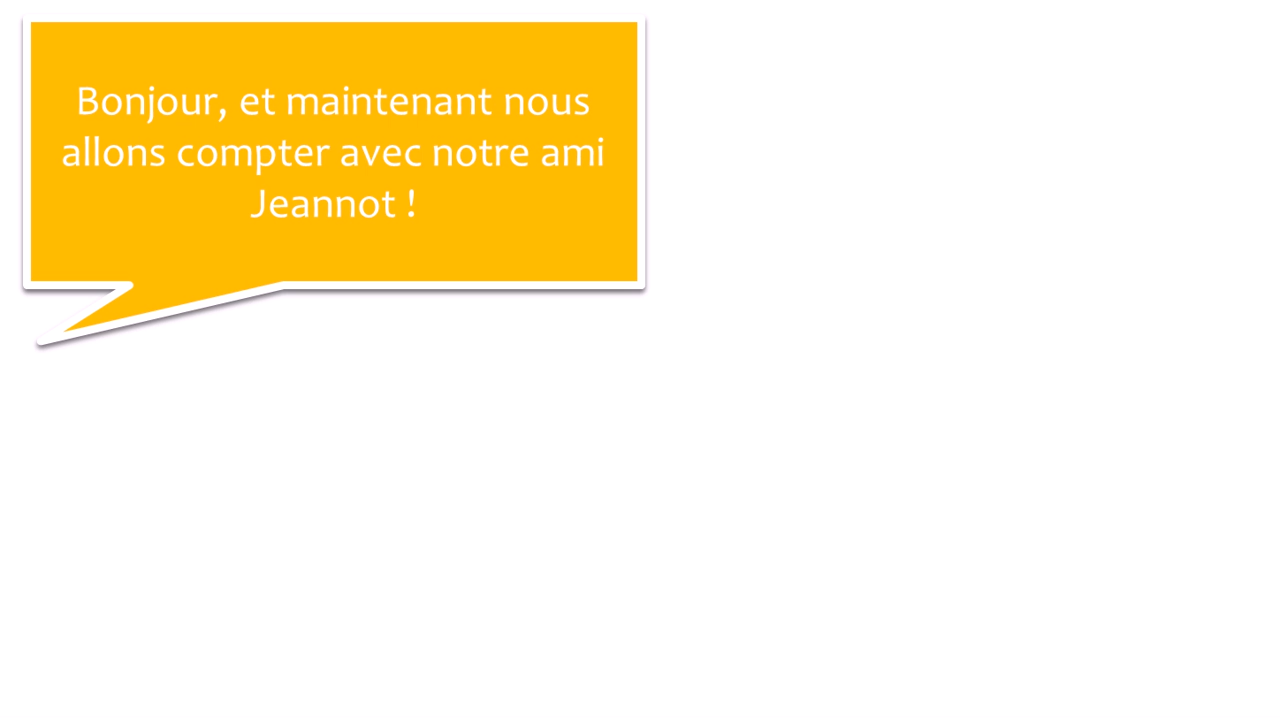 Bonjour, et maintenant nous
allons compter avec notre ami
Jeannot !